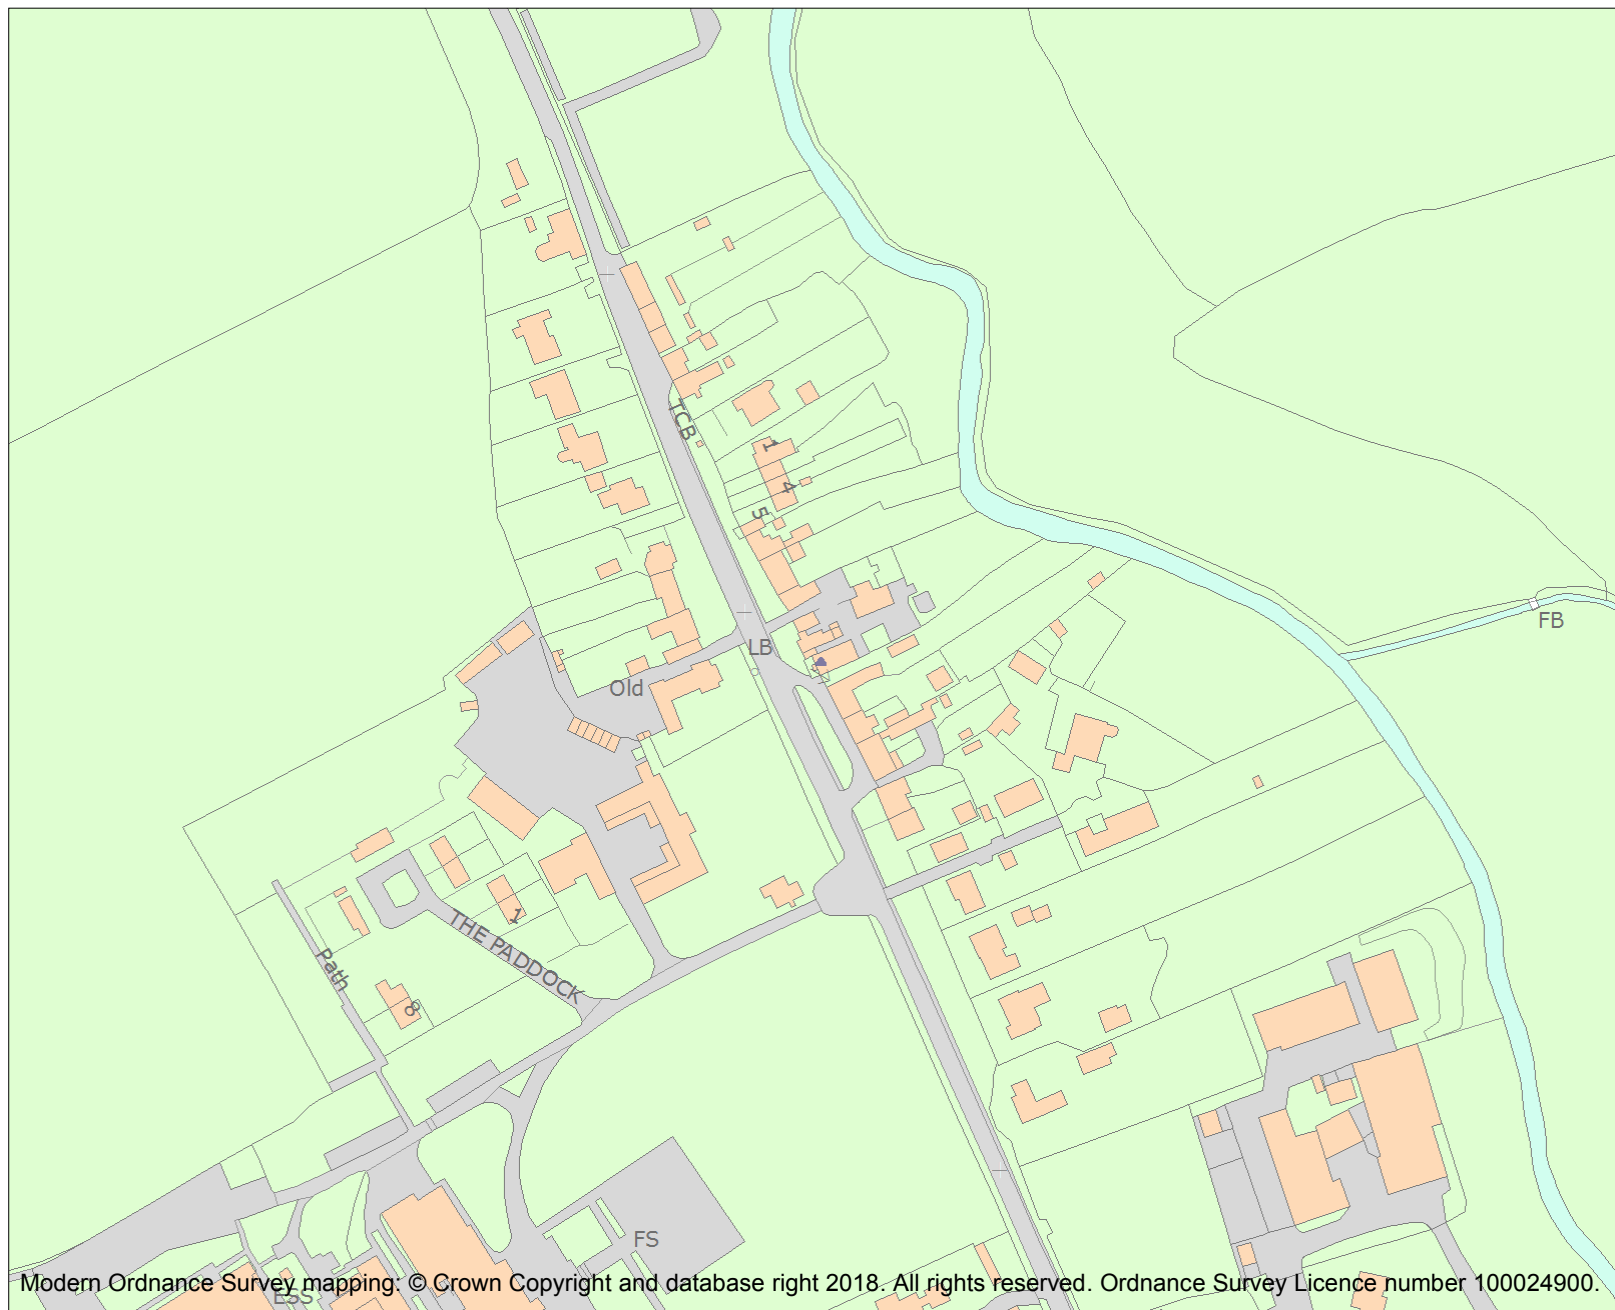 TCB
1
4
5
LB
FB
Old
1
THE PADDOCK
Path
8
FS
ESS
Modern Ordnance Survey mapping: © Crown Copyright and database right 2018. All rights reserved. Ordnance Survey Licence number 100024900.